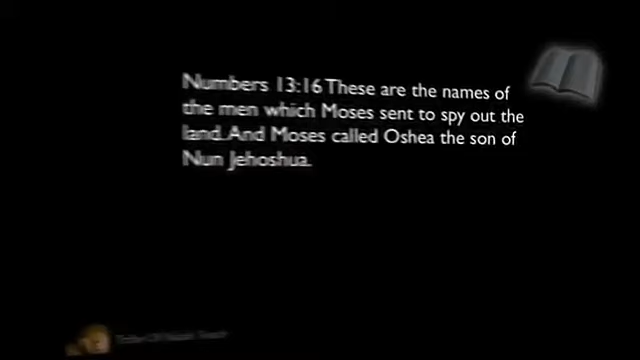 Numbers 13:16 These are the names of
the men which Moses sent to spy out the
land. And Moses called Oshea the son of
Nun Jehoshua.